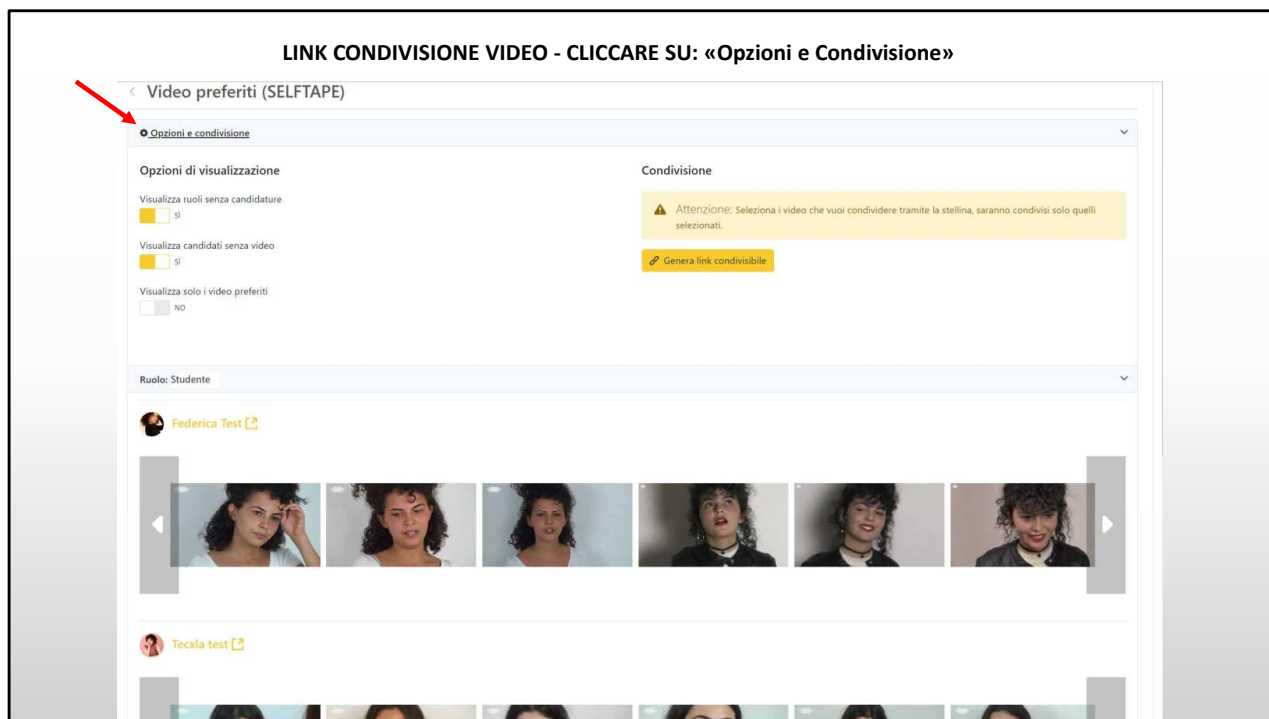 LINK CONDIVISIONE VIDEO - CLICCARE SU: «Opzioni e Condivisione»
Video preferiti (SELFTAPE)
Opzioni e condivisione
Opzioni di visualizzazione
Visualizza ruoli senza candidature
sì
Visualizza candidati senza video
sì
Visualizza solo i video preferiti
NO
Condivisione
Attenzione: Seleziona i video che vuoi condividere tramite la stellina, saranno condivisi solo quelli
selezionati.
Genera link condivisibile
Ruolo: Studente
Federica Test
Tecxla test